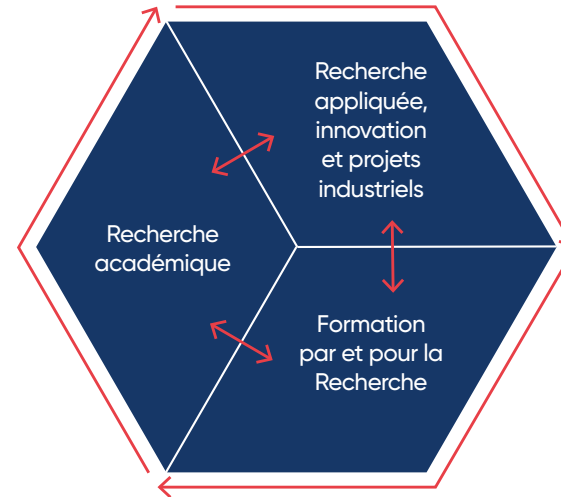 Recherche
appliquée,
innovation
et projets
industriels
Recherche
académique
Formation
par et pour la
Recherche